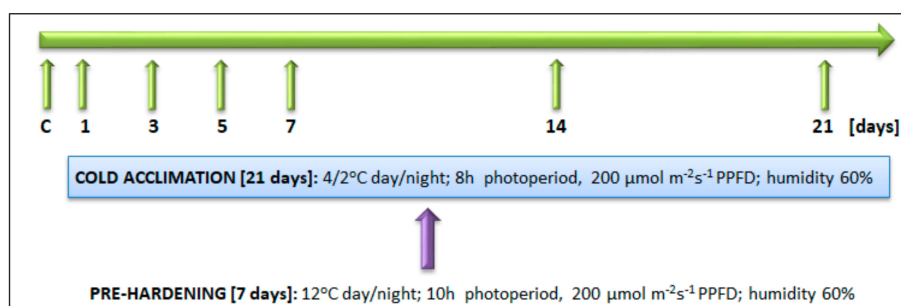 C 1 3 5 7 14 21 [days]
COLD ACCLIMATION [21 days]: 4/2°C day/night; 8h photoperiod, 200 µmol m⁻²s⁻¹ PPFD; humidity 60%
PRE-HARDENING [7 days]: 12°C day/night; 10h photoperiod, 200 µmol m⁻²s⁻¹ PPFD; humidity 60%